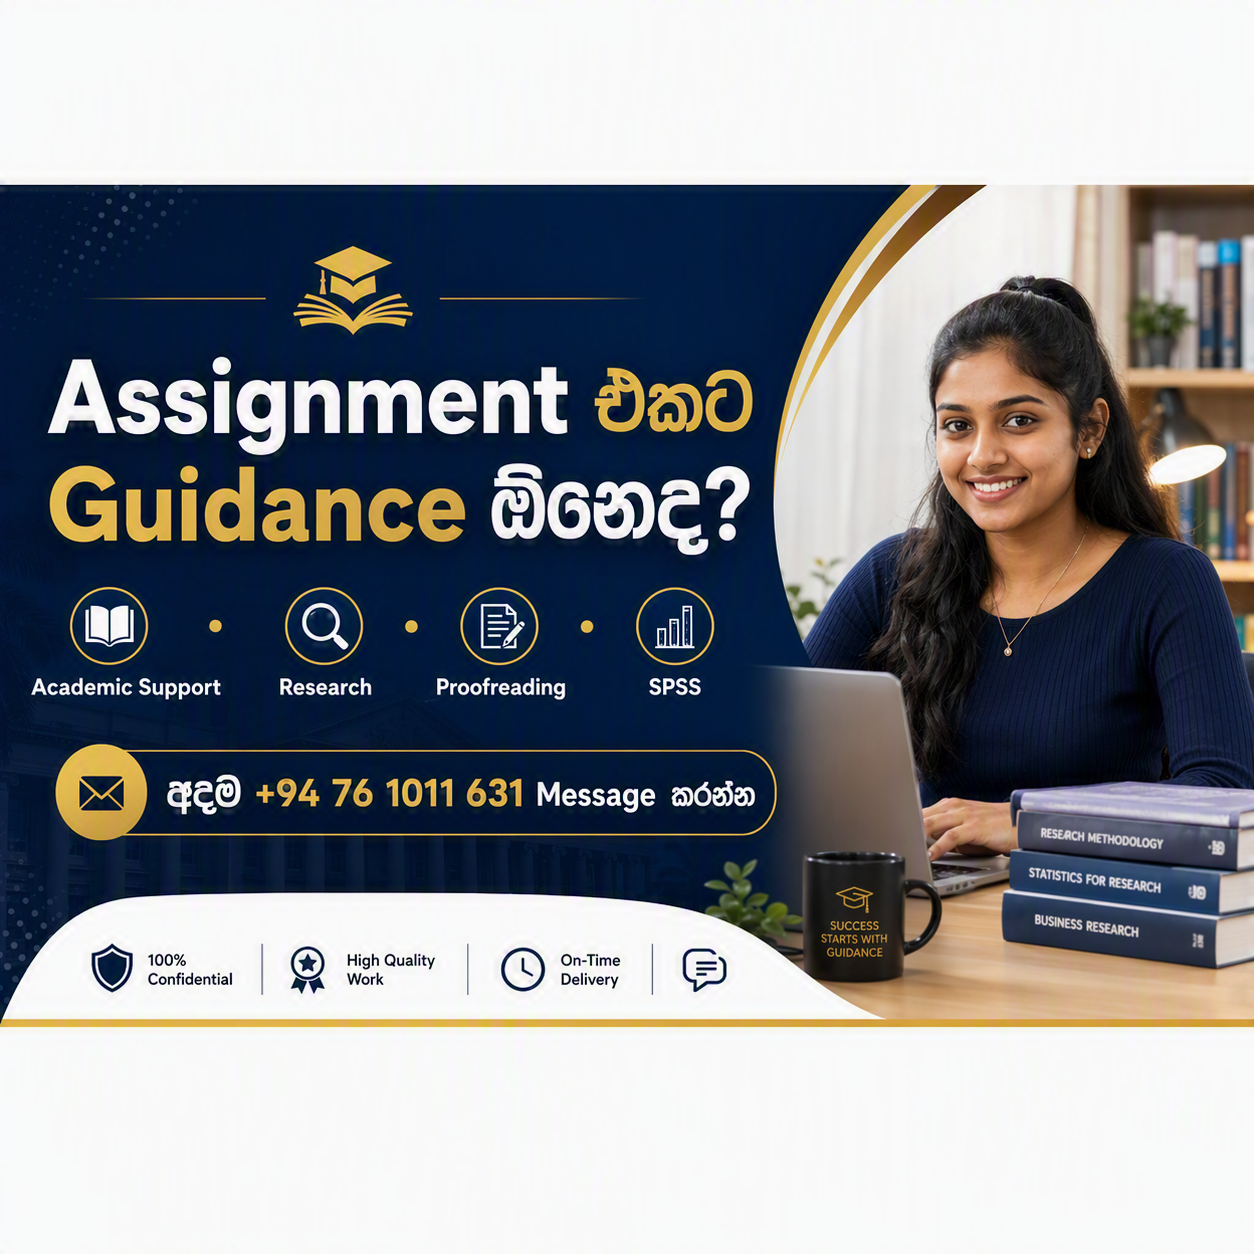 Assignment එකට
Guidance ඕනෙද?
Academic Support
Research
Proofreading
SPSS
අදම +94 76 1011 631 Message කරන්න
100%
Confidential
High Quality
Work
On-Time
Delivery
SUCCESS
STARTS WITH
GUIDANCE
RESEARCH METHODOLOGY
STATISTICS FOR RESEARCH
BUSINESS RESEARCH